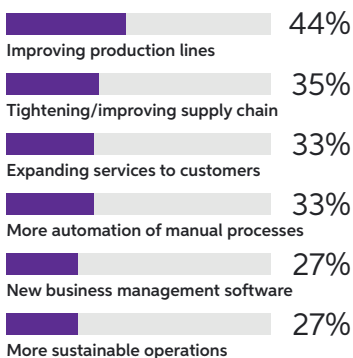 44%
Improving production lines
35%
Tightening/improving supply chain
33%
Expanding services to customers
33%
More automation of manual processes
27%
New business management software
27%
More sustainable operations